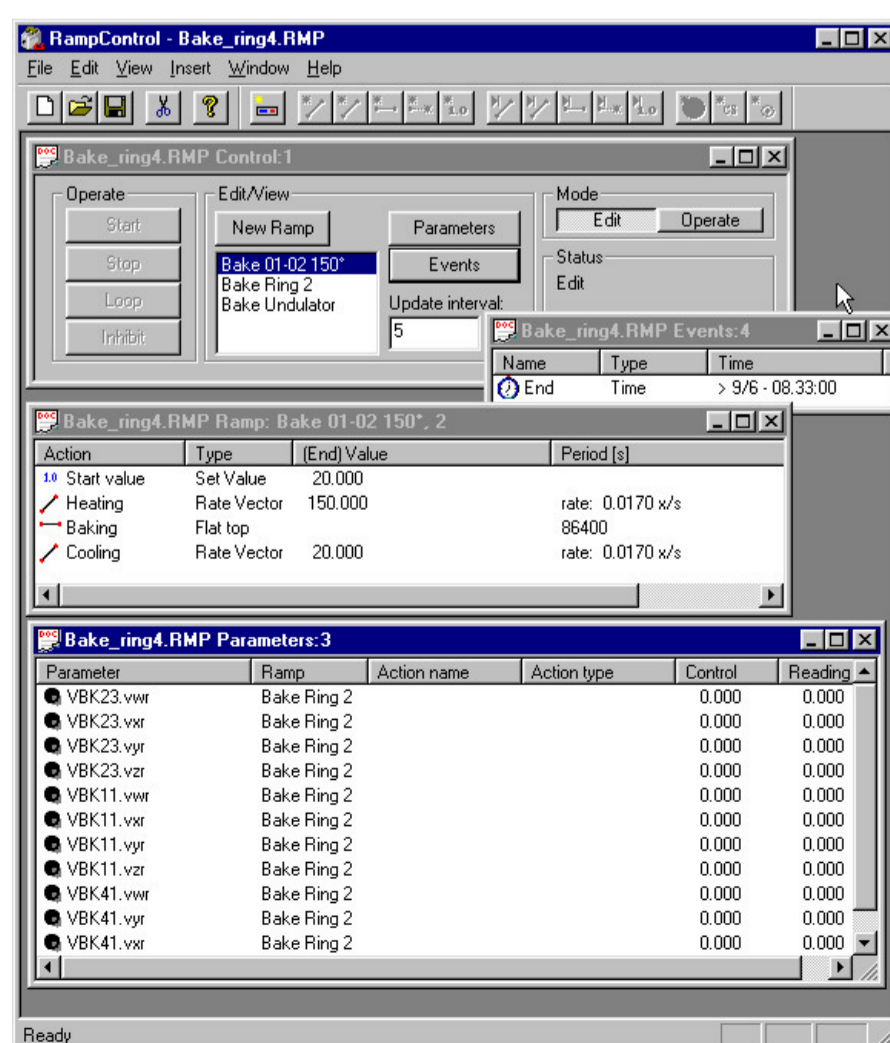 RampControl - Bake_ring4.RMP
File Edit View Insert Window Help
Bake_ring4.RMP Control:1
Operate
Start
Stop
Loop
Inhibit
Edit/View
New Ramp
Parameters
Events
Bake 01-02 150°
Bake Ring 2
Bake Undulator
Update interval:
5
Mode
Edit Operate
Status
Edit
Bake_ring4.RMP Events:4
Name Type Time
End Time > 9/6 - 08.33:00
Bake_ring4.RMP Ramp: Bake 01-02 150°, 2
Action Type (End) Value Period [s]
1.0 Start value Set Value 20.000
Heating Rate Vector 150.000 rate: 0.0170 x/s
Baking Flat top 86400
Cooling Rate Vector 20.000 rate: 0.0170 x/s
Bake_ring4.RMP Parameters:3
Parameter Ramp Action name Action type Control Reading
VBK23.vwr Bake Ring 2 0.000 0.000
VBK23.vxr Bake Ring 2 0.000 0.000
VBK23.vyr Bake Ring 2 0.000 0.000
VBK23.vzr Bake Ring 2 0.000 0.000
VBK11.vwr Bake Ring 2 0.000 0.000
VBK11.vxr Bake Ring 2 0.000 0.000
VBK11.vyr Bake Ring 2 0.000 0.000
VBK11.vzr Bake Ring 2 0.000 0.000
VBK41.vwr Bake Ring 2 0.000 0.000
VBK41.vyr Bake Ring 2 0.000 0.000
VBK41.vxr Bake Ring 2 0.000 0.000
Ready